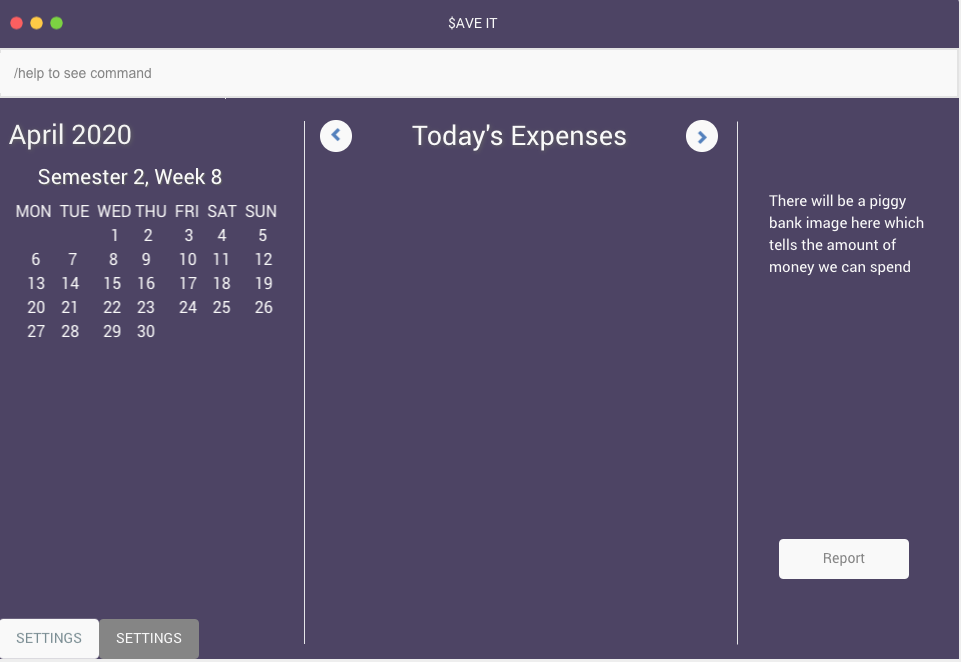 $AVE IT
/help to see command
April 2020
Semester 2, Week 8
MON TUE WED THU FRI SAT SUN
1 2 3 4 5
6 7 8 9 10 11 12
13 14 15 16 17 18 19
20 21 22 23 24 25 26
27 28 29 30
Today's Expenses
There will be a piggy
bank image here which
tells the amount of
money we can spend
Report
SETTINGS SETTINGS